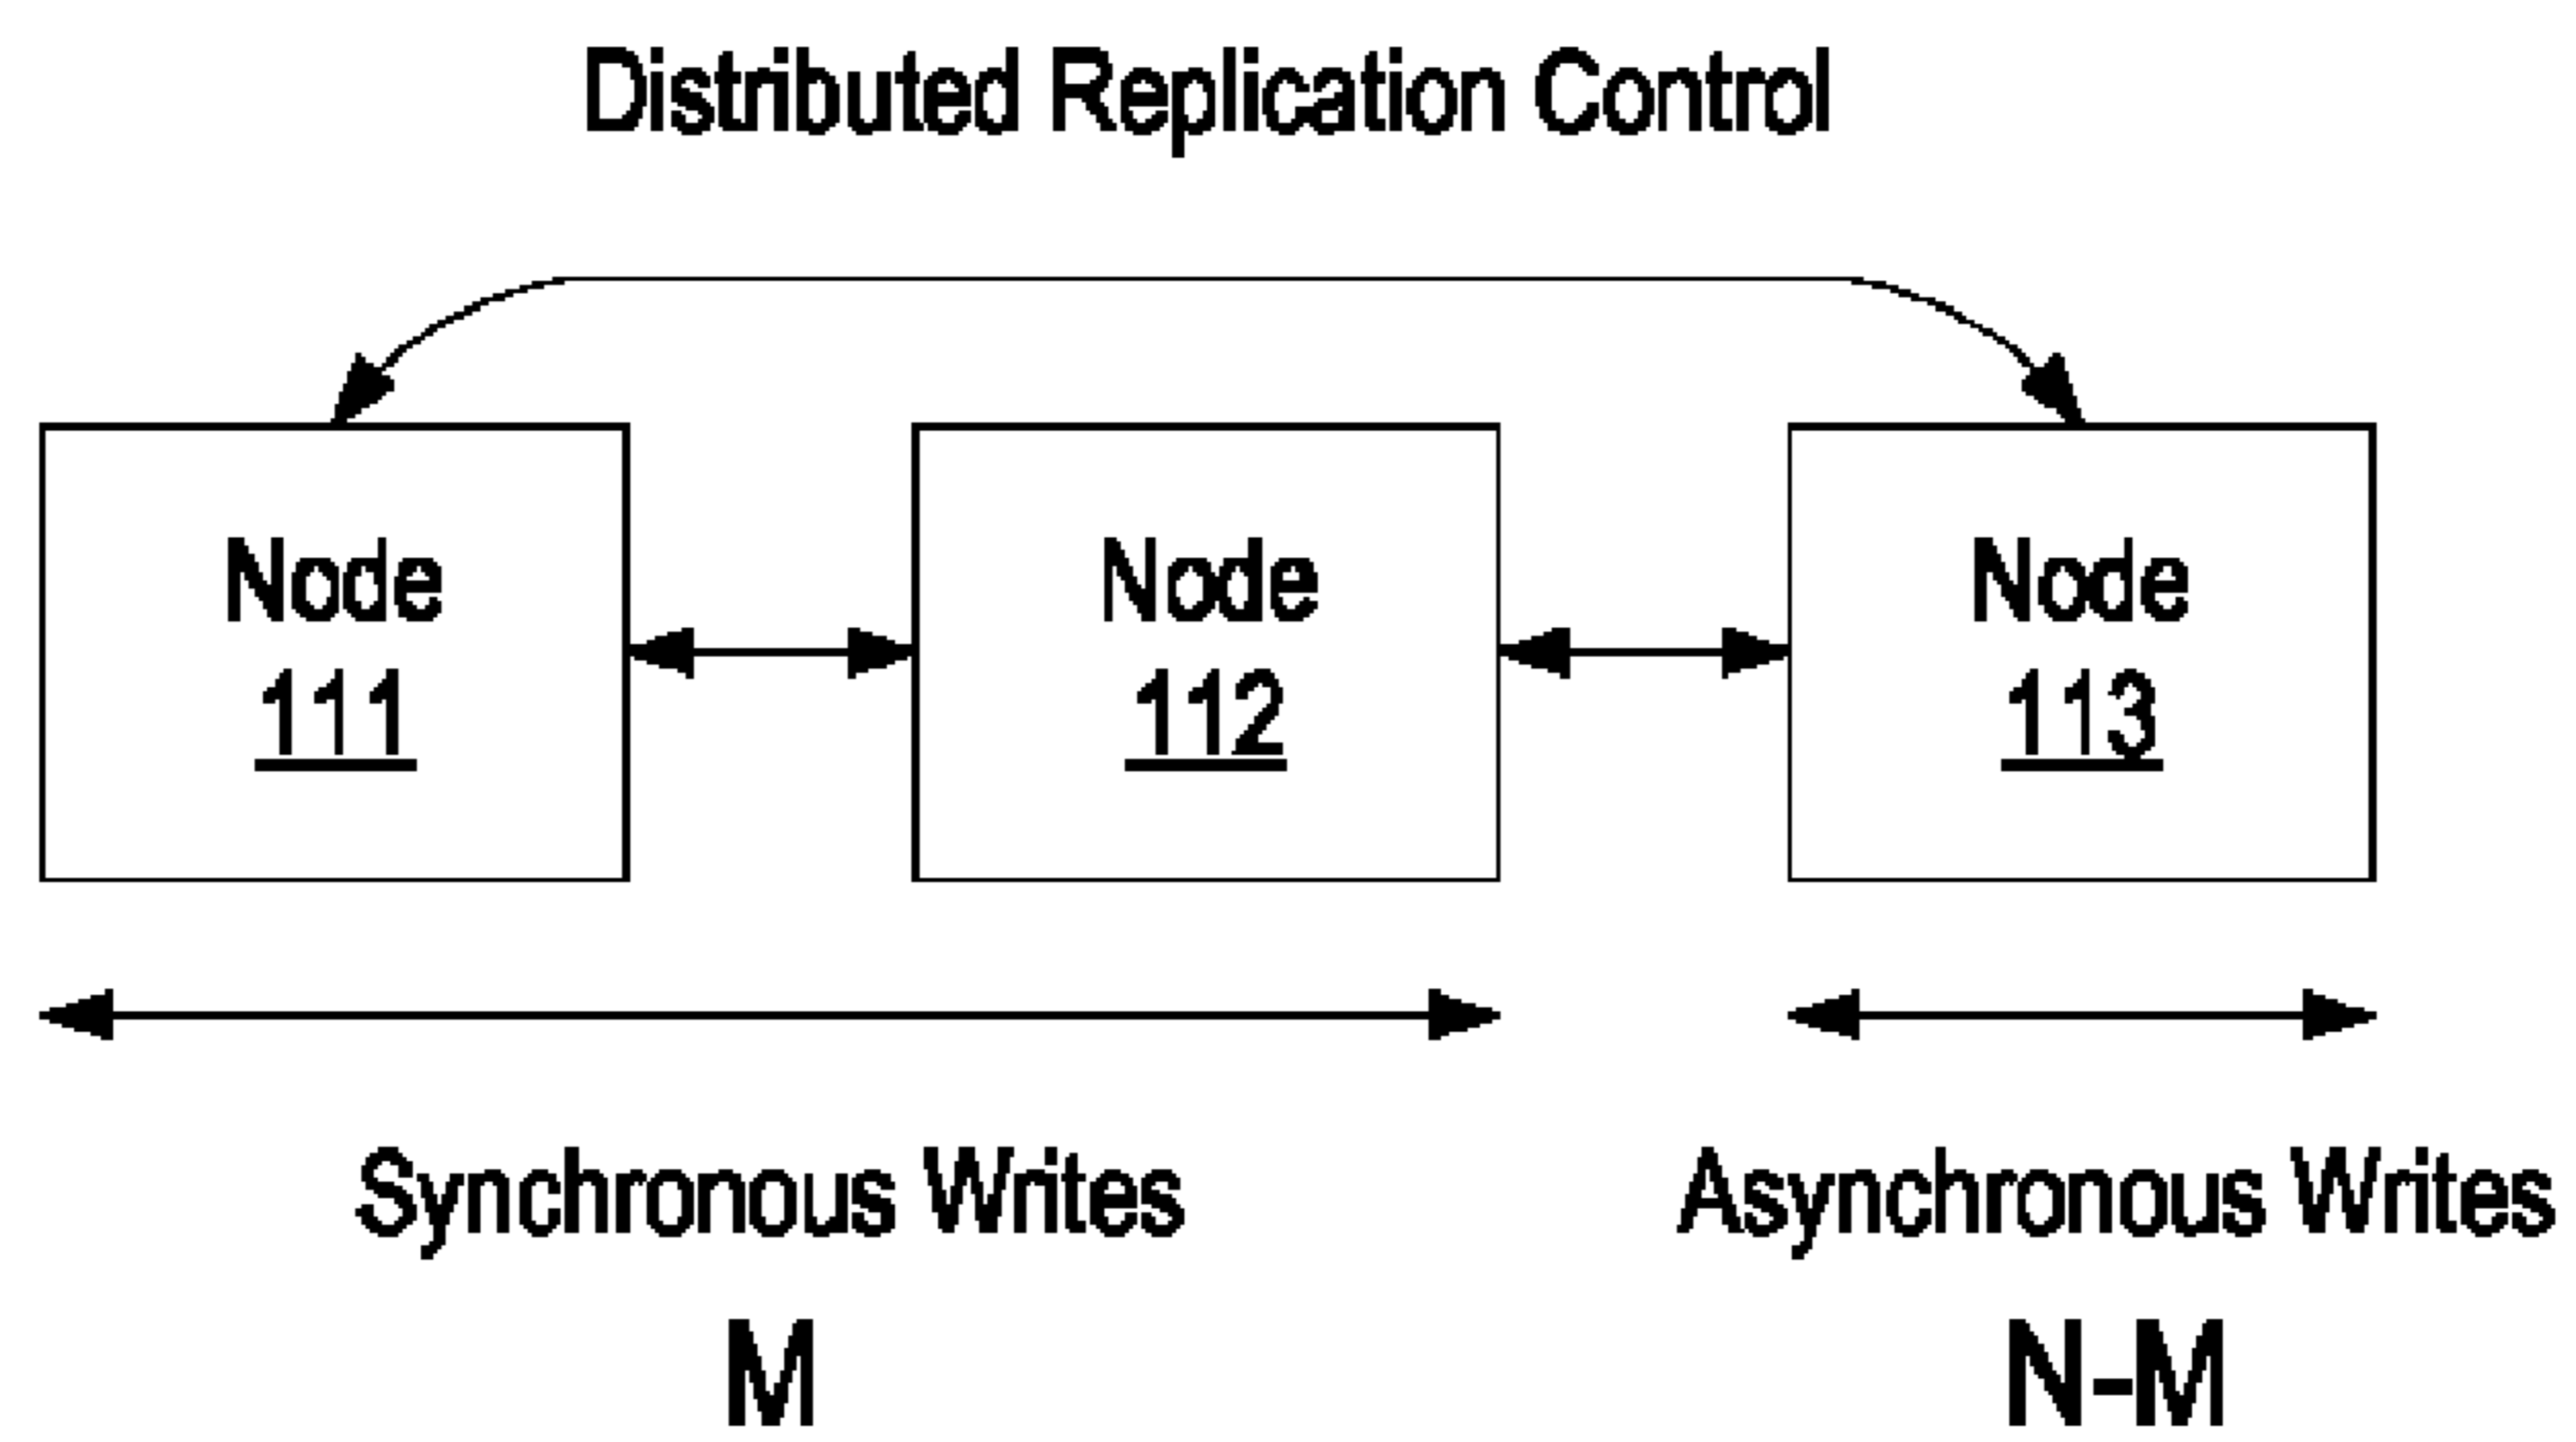 Distributed Replication Control
Node
111
Node
112
Node
113
Synchronous Writes
M
Asynchronous Writes
N-M